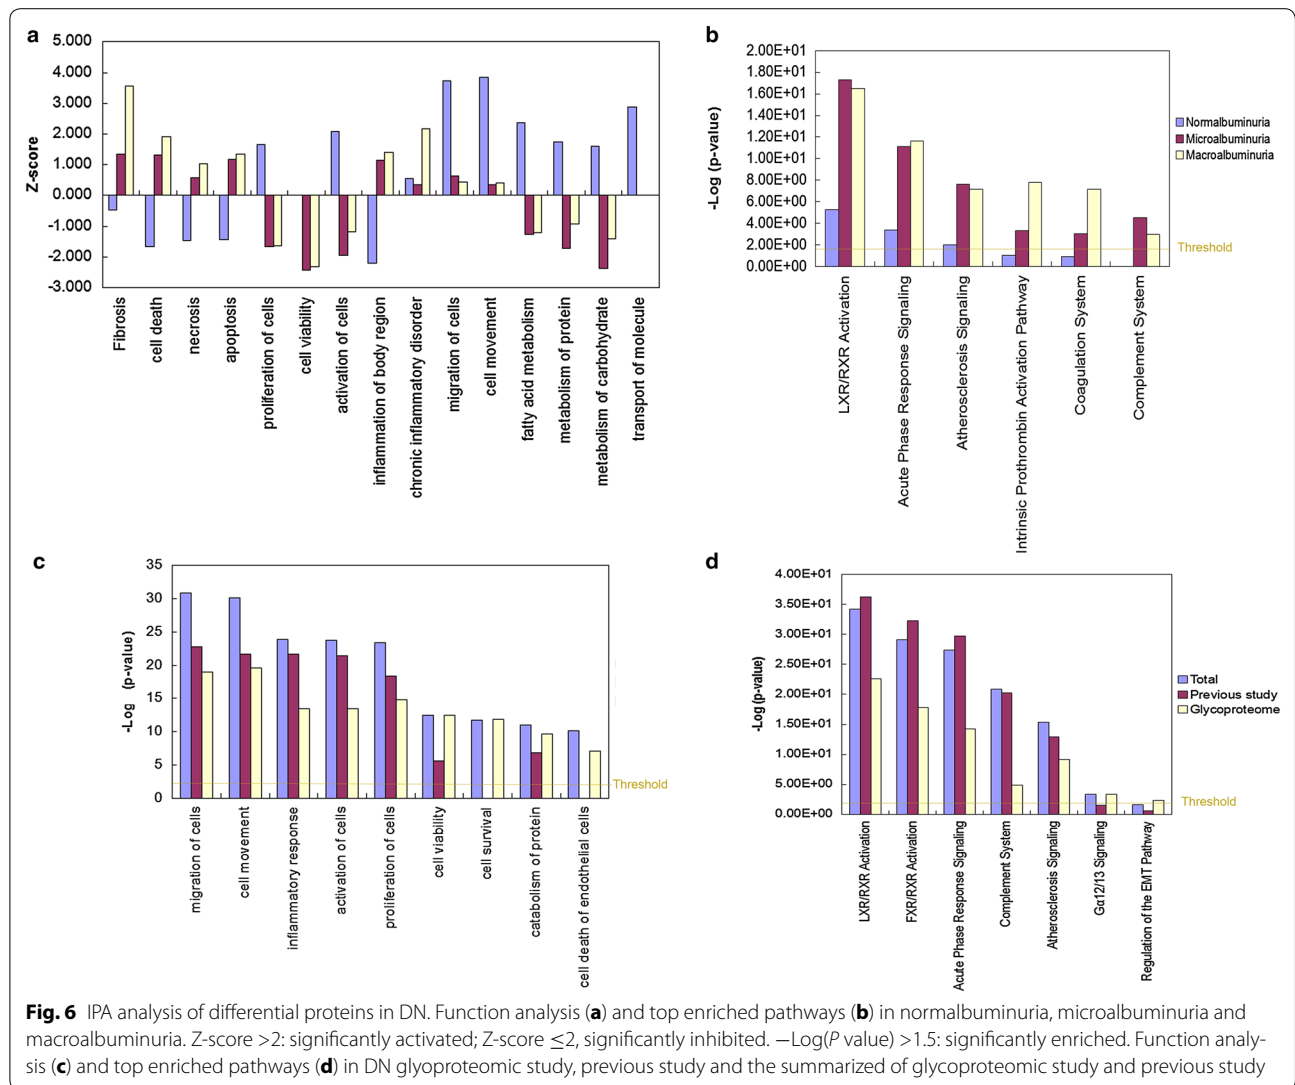 a
5.000
4.000
3.000
2.000
1.000
0.000
-1.000
-2.000
-3.000
Z-score
Fibrosis
cell death
necrosis
apoptosis
proliferation of cells
cell viability
activation of cells
inflammation of body region
chronic inflammatory disorder
migration of cells
cell movement
fatty acid metabolism
metabolism of protein
metabolism of carbohydrate
transport of molecule
b
2.00E+01
1.80E+01
1.60E+01
1.40E+01
1.20E+01
1.00E+01
8.00E+00
6.00E+00
4.00E+00
2.00E+00
0.00E+00
-Log (p-value)
Normalbuminuria
Microalbuminuria
Macroalbuminuria
Threshold
LXR/RXR Activation
Acute Phase Response Signaling
Atherosclerosis Signaling
Intrinsic Prothrombin Activation Pathway
Coagulation System
Complement System
c
35
30
25
20
15
10
5
0
-Log (p-value)
Threshold
migration of cells
cell movement
inflammatory response
activation of cells
proliferation of cells
cell viability
cell survival
catabolism of protein
cell death of endothelial cells
d
4.00E+01
3.50E+01
3.00E+01
2.50E+01
2.00E+01
1.50E+01
1.00E+01
5.00E+00
0.00E+00
-Log (p-value)
Total
Previous study
Glycoproteome
Threshold
LXR/RXR Activation
FXR/RXR Activation
Acute Phase Response Signaling
Complement System
Atherosclerosis Signaling
Gα12/13 Signaling
Regulation of the EMT Pathway
Fig. 6 IPA analysis of differential proteins in DN. Function analysis (a) and top enriched pathways (b) in normalbuminuria, microalbuminuria and
macroalbuminuria. Z-score >2: significantly activated; Z-score ≤2, significantly inhibited. −Log(P value) >1.5: significantly enriched. Function analy-
sis (c) and top enriched pathways (d) in DN glyoproteomic study, previous study and the summarized of glycoproteomic study and previous study